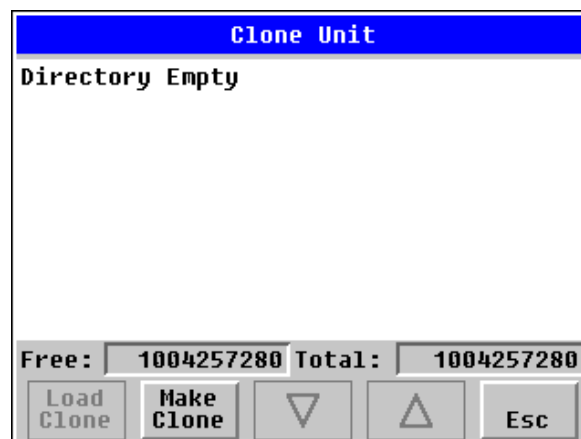 Clone Unit
Directory Empty
Free: 1004257280 Total: 1004257280
Load Clone
Make Clone
Esc